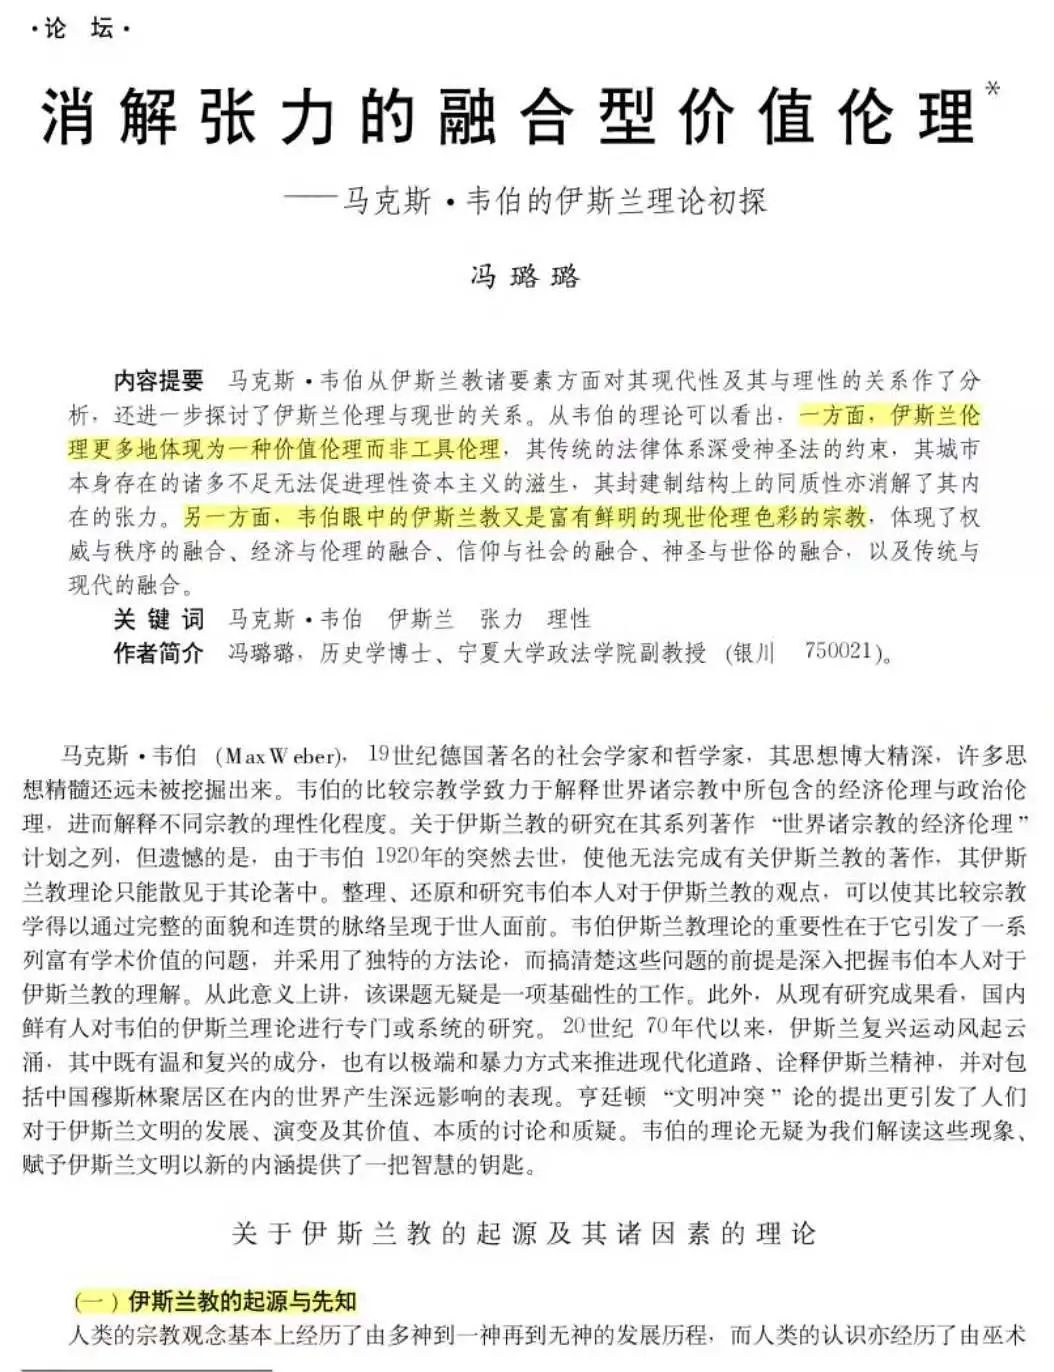 ·论 坛·
消解张力的融合型价值伦理*
——马克斯·韦伯的伊斯兰理论初探
冯璐璐
内容提要 马克斯·韦伯从伊斯兰教诸要素方面对其现代性及其与理性的关系作了分
析，还进一步探讨了伊斯兰伦理与现世的关系。从韦伯的理论可以看出，一方面，伊斯兰伦
理更多地体现为一种价值伦理而非工具伦理，其传统的法律体系深受神圣法的约束，其城市
本身存在的诸多不足无法促进理性资本主义的滋生，其封建制结构上的同质性亦消解了其内
在的张力。另一方面，韦伯眼中的伊斯兰教又是富有鲜明的现世伦理色彩的宗教，体现了权
威与秩序的融合、经济与伦理的融合、信仰与社会的融合、神圣与世俗的融合，以及传统与
现代的融合。
关 键 词 马克斯·韦伯 伊斯兰 张力 理性
作者简介 冯璐璐，历史学博士、宁夏大学政法学院副教授 (银川 750021)。
马克斯·韦伯 (MaxWeber)，19世纪德国著名的社会学家和哲学家，其思想博大精深，许多思
想精髓还远未被挖掘出来。韦伯的比较宗教学致力于解释世界诸宗教中所包含的经济伦理与政治伦
理，进而解释不同宗教的理性化程度。关于伊斯兰教的研究在其系列著作“世界诸宗教的经济伦理”
计划之列，但遗憾的是，由于韦伯 1920年的突然去世，使他无法完成有关伊斯兰教的著作，其伊斯
兰教理论只能散见于其论著中。整理、还原和研究韦伯本人对于伊斯兰教的观点，可以使其比较宗教
学得以通过完整的面貌和连贯的脉络呈现于世人面前。韦伯伊斯兰教理论的重要性在于它引发了一系
列富有学术价值的问题，并采用了独特的方法论，而搞清楚这些问题的前提是深入把握韦伯本人对于
伊斯兰教的理解。从此意义上讲，该课题无疑是一项基础性的工作。此外，从现有研究成果看，国内
鲜有人对韦伯的伊斯兰理论进行专门或系统的研究。20世纪 70年代以来，伊斯兰复兴运动风起云
涌，其中既有温和复兴的成分，也有以极端和暴力方式来推进现代化道路、诠释伊斯兰精神，并对包
括中国穆斯林聚居区在内的世界产生深远影响的表现。亨廷顿“文明冲突”论的提出更引发了人们
对于伊斯兰文明的发展、演变及其价值、本质的讨论和质疑。韦伯的理论无疑为我们解读这些现象、
赋予伊斯兰文明以新的内涵提供了一把智慧的钥匙。
关于伊斯兰教的起源及其诸因素的理论
(一) 伊斯兰教的起源与先知
人类的宗教观念基本上经历了由多神到一神再到无神的发展历程，而人类的认识亦经历了由巫术